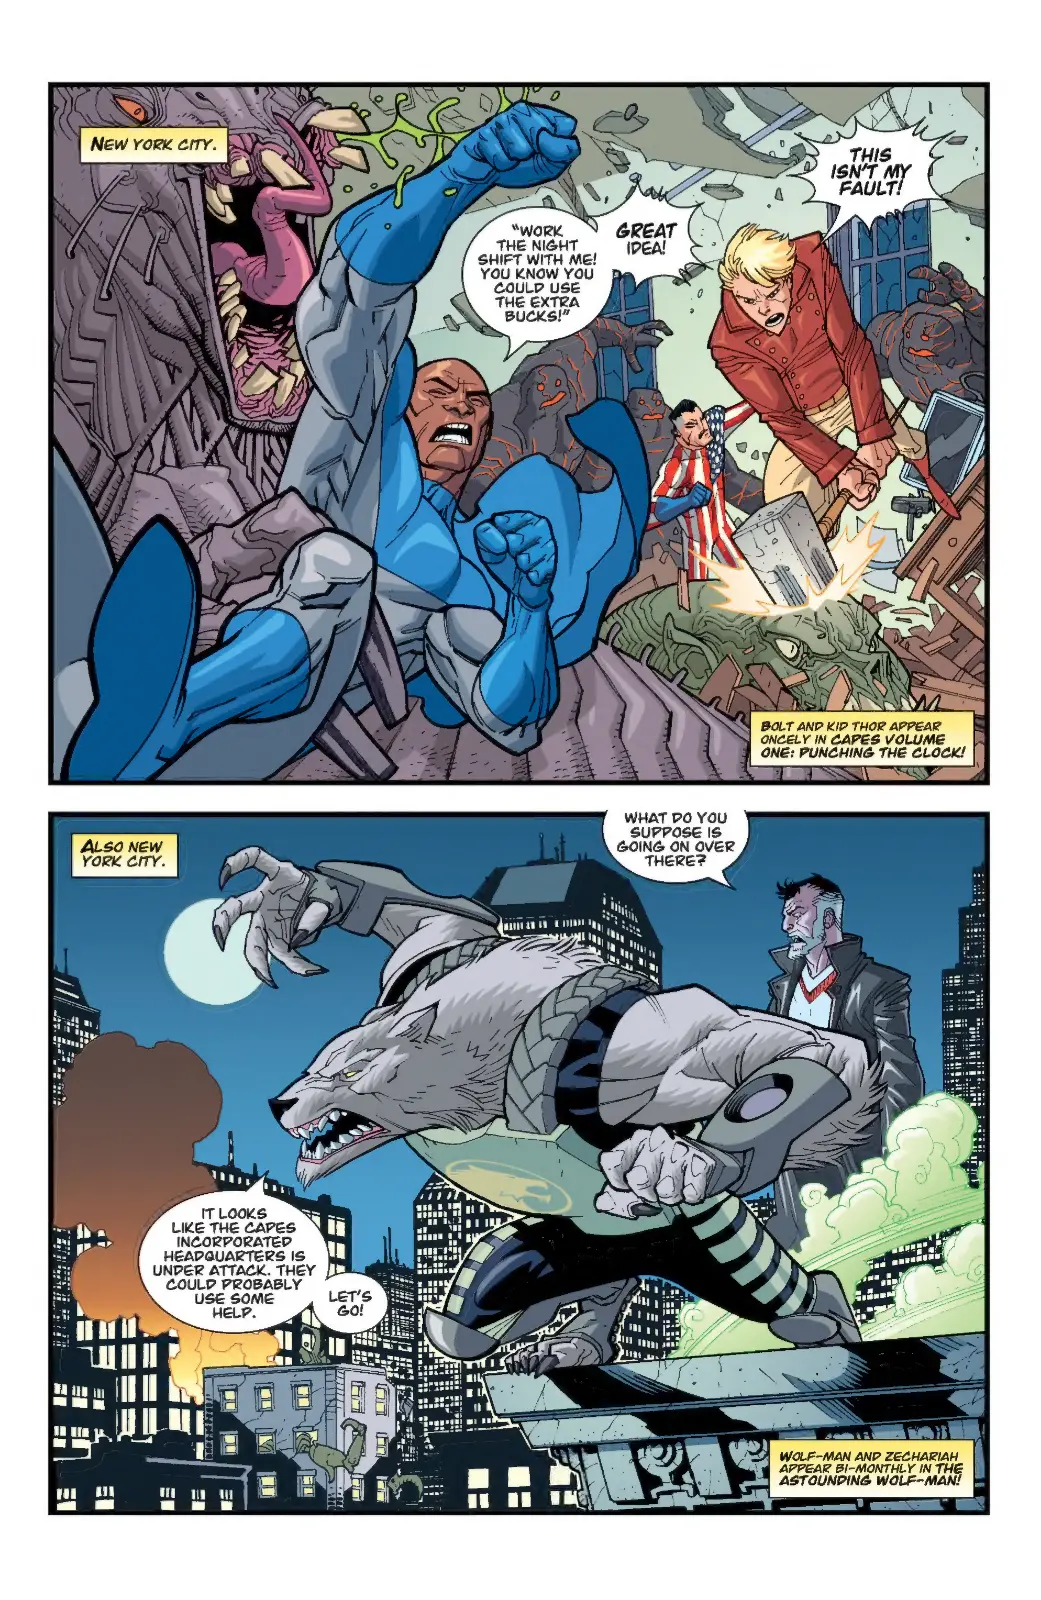 NEW YORK CITY.
"WORK
THE NIGHT
SHIFT WITH ME!
YOU KNOW YOU
COULD USE
THE EXTRA
BUCKS!"
GREAT
IDEA!
THIS
ISN'T MY
FAULT!
BOLT AND KID THOR APPEAR
ONCELY IN CAPES VOLUME
ONE: PUNCHING THE CLOCK!
ALSO NEW
YORK CITY.
WHAT DO YOU
SUPPOSE IS
GOING ON OVER
THERE?
IT LOOKS
LIKE THE CAPES
INCORPORATED
HEADQUARTERS IS
UNDER ATTACK. THEY
COULD PROBABLY
USE SOME
HELP.
LET'S
GO!
WOLF-MAN AND ZECHARIAH
APPEAR BI-MONTHLY IN THE
ASTOUNDING WOLF-MAN!